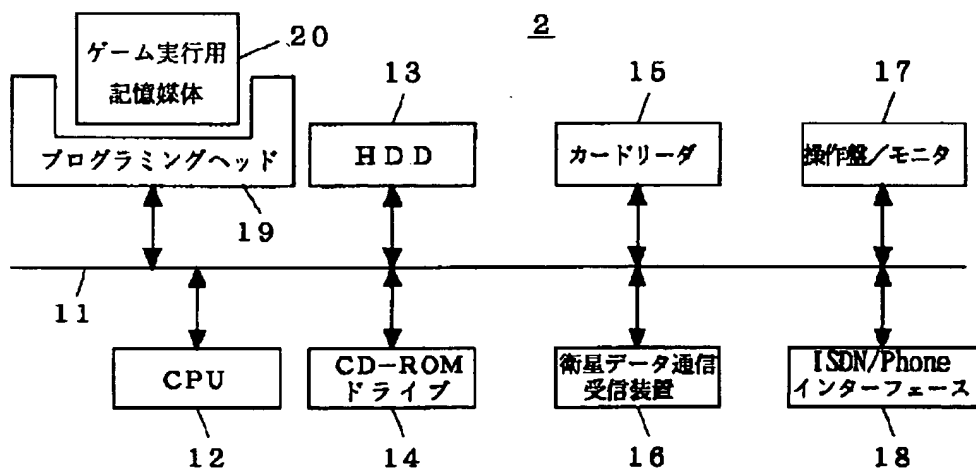 2
20
ゲーム実行用
記憶媒体
プログラミングヘッド
19
13
HDD
15
カードリーダ
17
操作盤/モニタ
11
CPU
12
CD-ROM
ドライブ
14
衛星データ通信
受信装置
16
ISDN/Phone
インターフェース
18